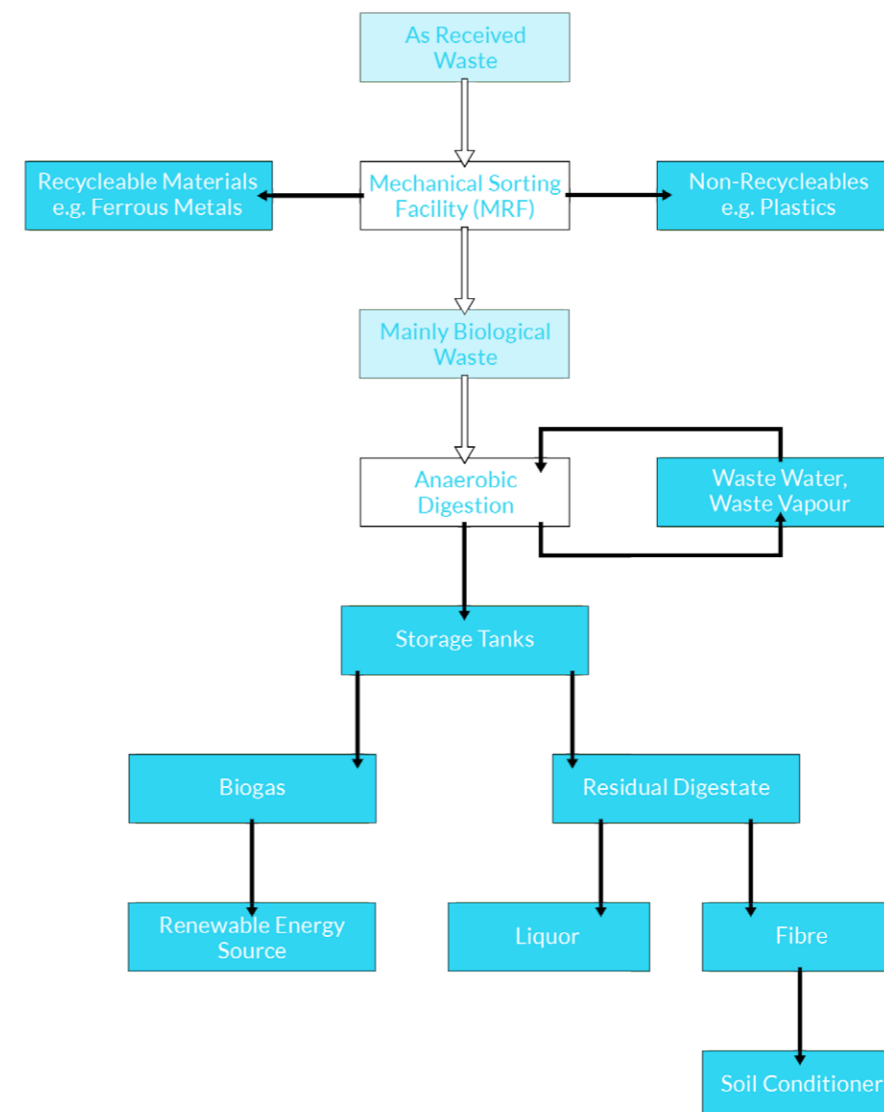 As Received
Waste
Recycleable Materials
e.g. Ferrous Metals
Mechanical Sorting
Facility (MRF)
Non-Recycleables
e.g. Plastics
Mainly Biological
Waste
Anaerobic
Digestion
Waste Water,
Waste Vapour
Storage Tanks
Biogas
Residual Digestate
Renewable Energy
Source
Liquor
Fibre
Soil Conditioner